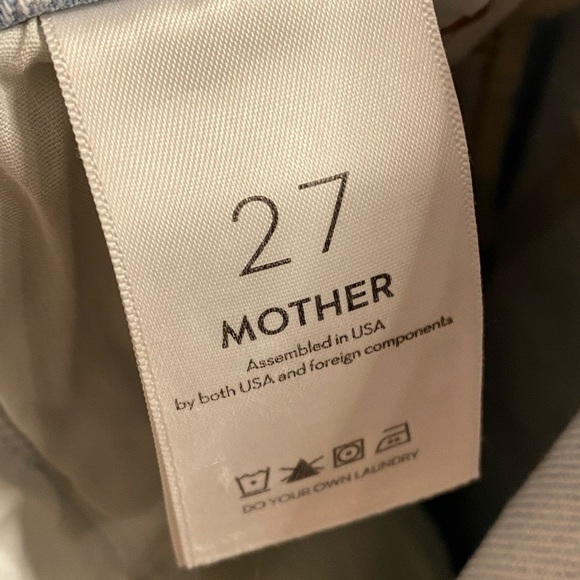 27
MOTHER
Assembled in USA
by both USA and foreign components
DO YOUR OWN LAUNDRY